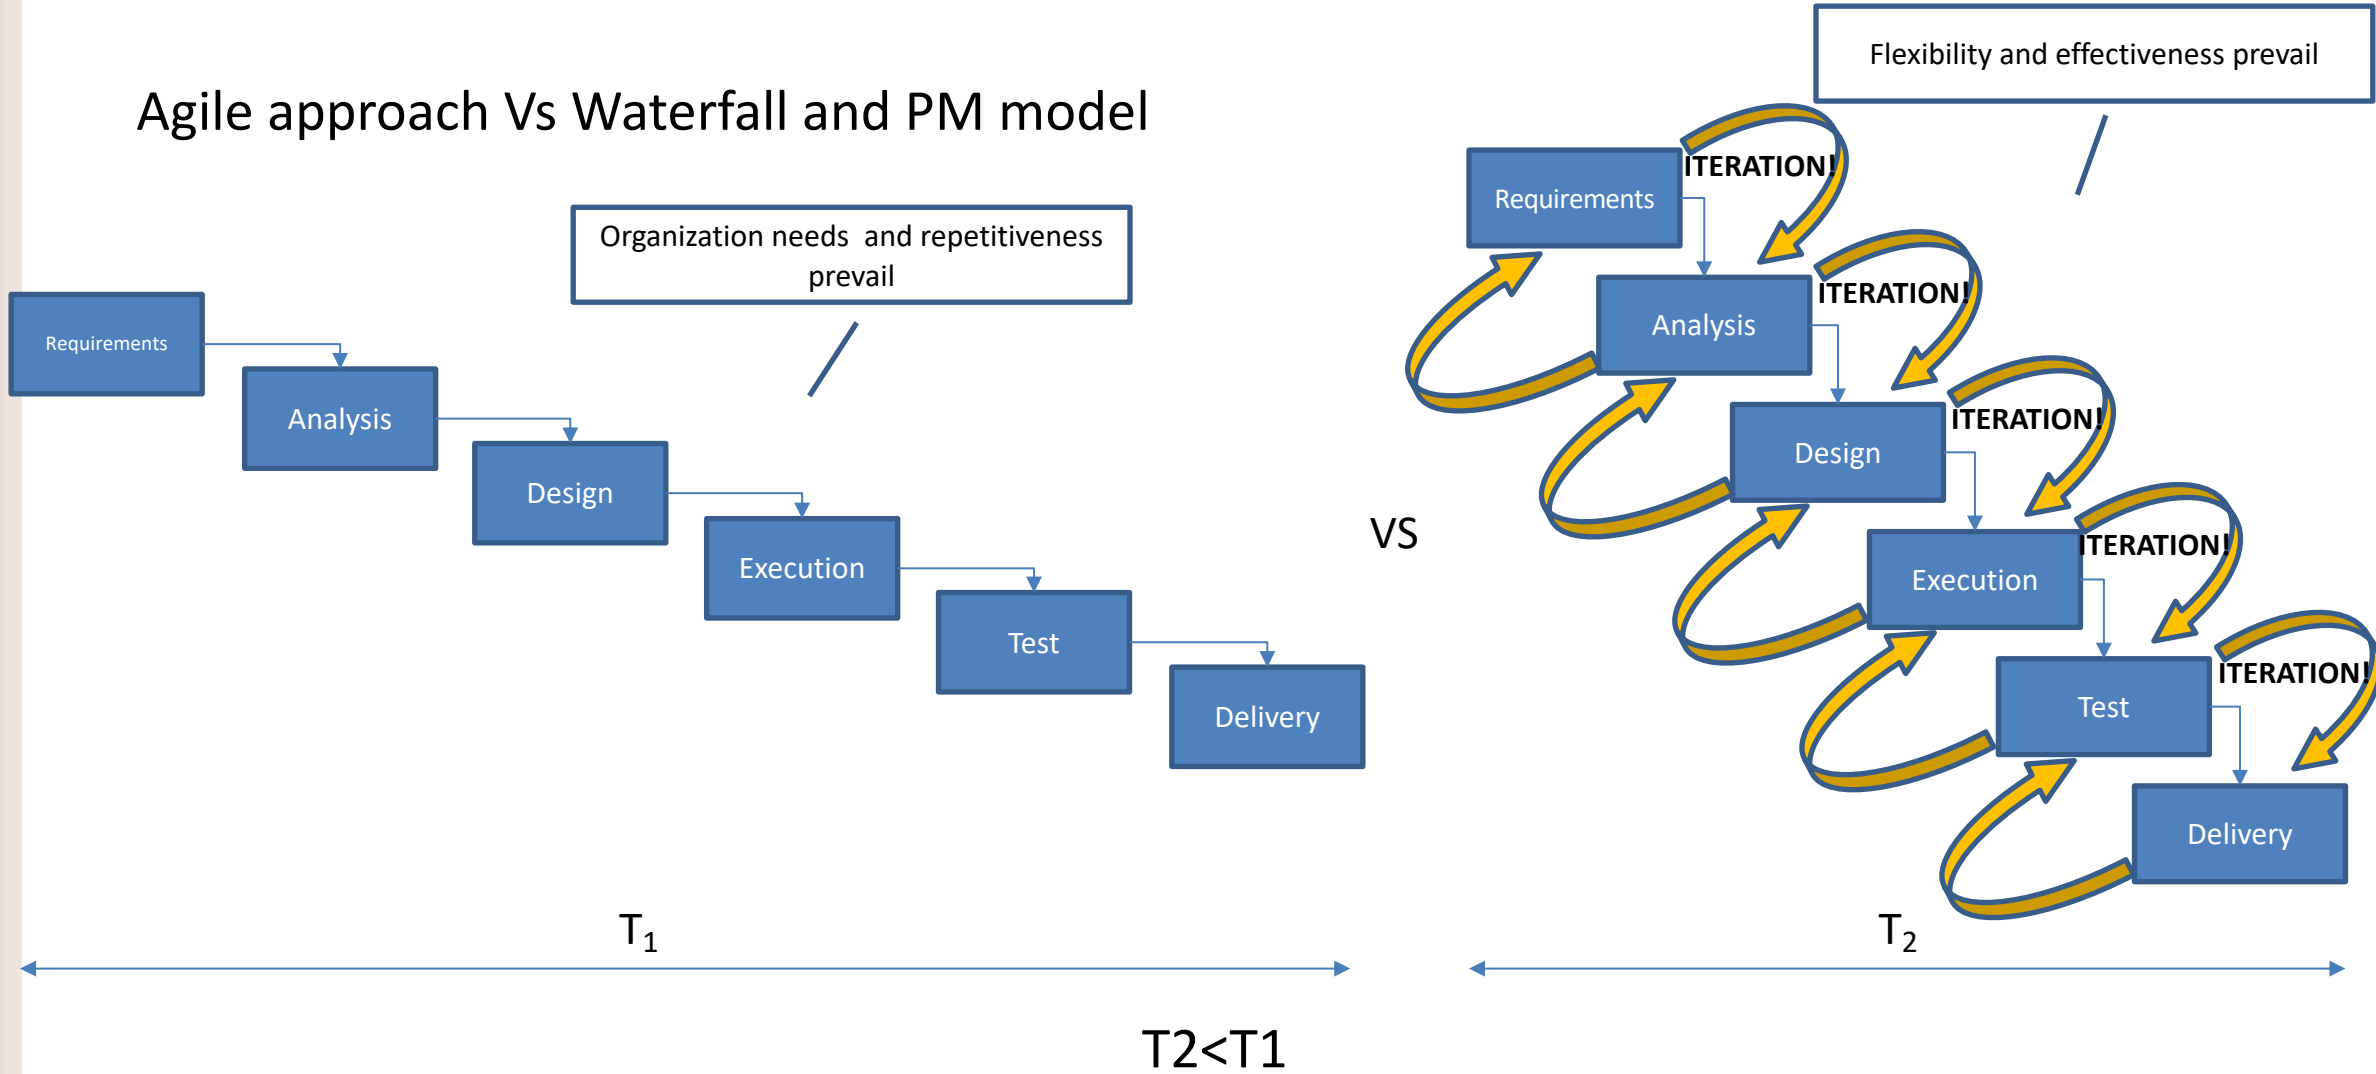 Agile approach Vs Waterfall and PM model
Organization needs  and repetitiveness
prevail
Requirements
Analysis
Design
Execution
Test
Delivery
T₁
VS
Flexibility and effectiveness prevail
Requirements
ITERATION!
Analysis
ITERATION!
Design
ITERATION!
Execution
ITERATION!
Test
ITERATION!
Delivery
T₂
T2<T1